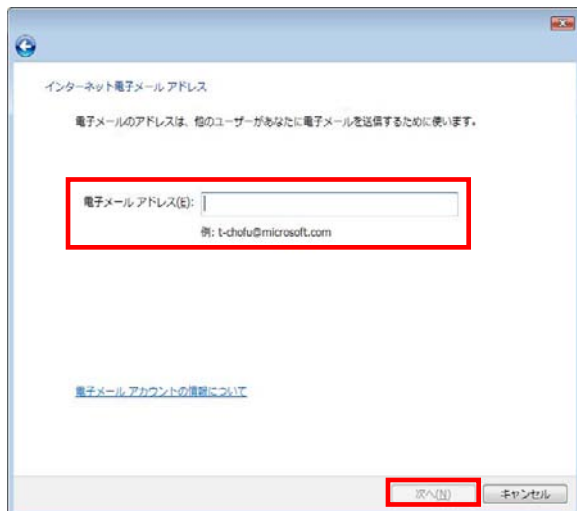 インターネット電子メール アドレス
電子メールのアドレスは、他のユーザーがあなたに電子メールを送信するために使います。
電子メール アドレス(E):
例: t-chofu@microsoft.com
電子メール アカウントの情報について
次へ(N) キャンセル